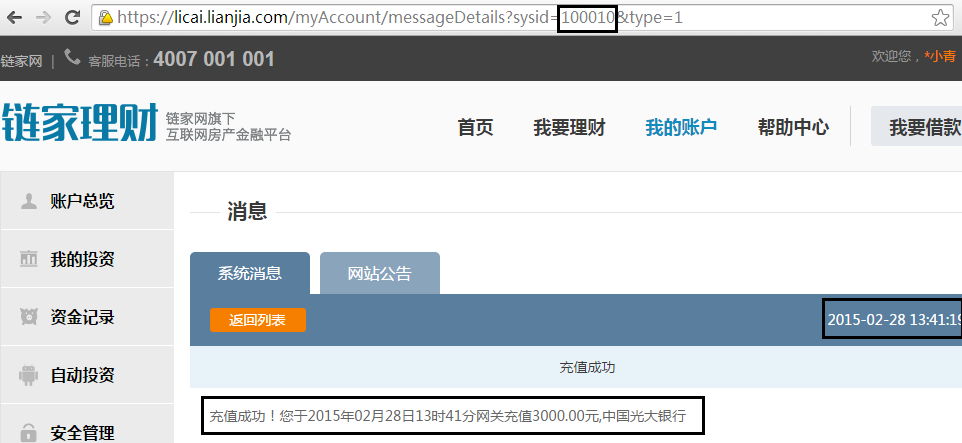 https://licai.lianjia.com/myAccount/messageDetails?sysid=100010&type=1
链家网 | 客服电话：4007 001 001
欢迎您，*小青
链家理财
链家网旗下
互联网房产金融平台
首页 我要理财 我的账户 帮助中心 我要借款
账户总览
我的投资
资金记录
自动投资
安全管理
消息
系统消息 网站公告
返回列表 2015-02-28 13:41:19
充值成功
充值成功！您于2015年02月28日13时41分网关充值3000.00元,中国光大银行